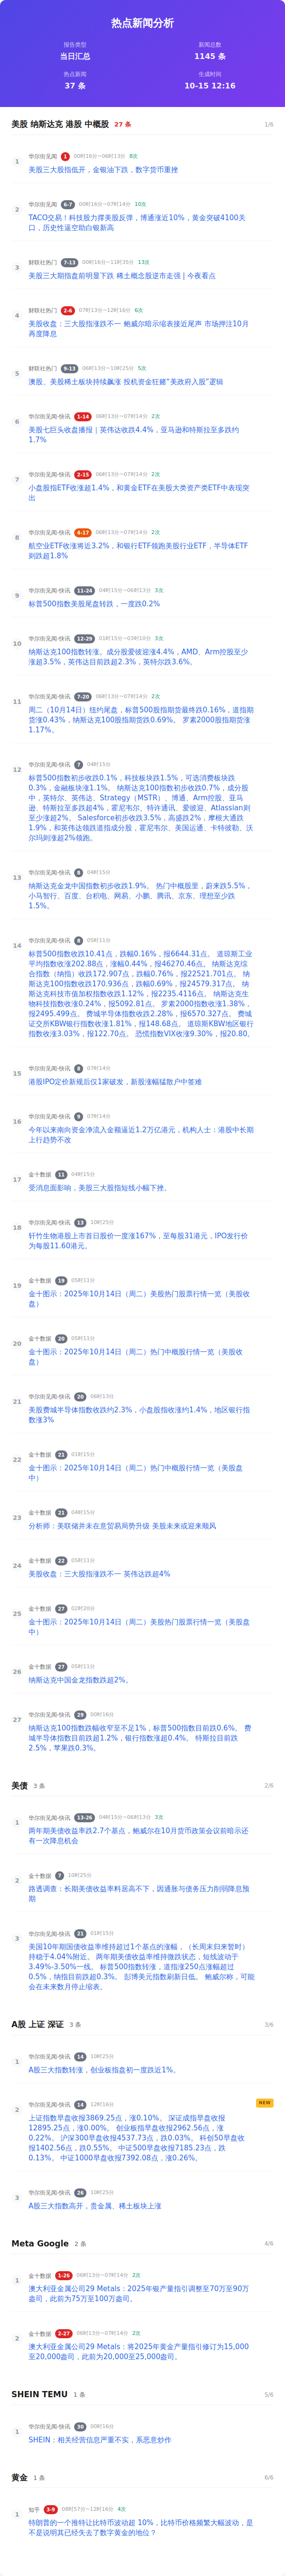 热点新闻分析
报告类型
当日汇总
新闻总数
1145 条
热点新闻
37 条
生成时间
10-15 12:16
美股 纳斯达克 港股 中概股 27 条 1/6
1
华尔街见闻 1 00时16分~06时13分 8次
美股三大股指低开，金银油下跌，数字货币重挫
2
华尔街见闻 6-7 00时16分~07时14分 10次
TACO交易！科技股力撑美股反弹，博通涨近10%，黄金突破4100关
口，历史性逼空助白银新高
3
财联社热门 7-13 00时16分~11时35分 13次
美股三大期指盘前明显下跌 稀土概念股逆市走强 | 今夜看点
4
财联社热门 2-6 07时13分~12时16分 6次
美股收盘：三大股指涨跌不一 鲍威尔暗示缩表接近尾声 市场押注10月
再度降息
5
财联社热门 9-13 06时13分~10时25分 5次
澳股、美股稀土板块持续飙涨 投机资金狂赌“美政府入股”逻辑
6
华尔街见闻-快讯 1-14 06时13分~07时14分 2次
美股七巨头收盘播报｜英伟达收跌4.4%，亚马逊和特斯拉至多跌约
1.7%
7
华尔街见闻-快讯 2-15 06时13分~07时14分 2次
小盘股指ETF收涨超1.4%，和黄金ETF在美股大类资产类ETF中表现突
出
8
华尔街见闻-快讯 4-17 06时13分~07时14分 2次
航空业ETF收涨将近3.2%，和银行ETF领跑美股行业ETF，半导体ETF
则跌超1.8%
9
华尔街见闻-快讯 11-24 04时15分~06时13分 3次
标普500指数美股尾盘转跌，一度跌0.2%
10
华尔街见闻-快讯 12-29 01时15分~03时10分 3次
纳斯达克100指数转涨。成分股爱彼迎涨4.4%，AMD、Arm控股至少
涨超3.5%，英伟达目前跌超2.3%，英特尔跌3.6%。
11
华尔街见闻-快讯 7-20 06时13分~07时14分 2次
周二（10月14日）纽约尾盘，标普500股指期货最终跌0.16%，道指期
货涨0.43%，纳斯达克100股指期货跌0.69%。 罗素2000股指期货涨
1.17%。
12
华尔街见闻-快讯 7 04时15分
标普500指数初步收跌0.1%，科技板块跌1.5%，可选消费板块跌
0.3%，金融板块涨1.1%。 纳斯达克100指数初步收跌0.7%，成分股
中，英特尔、英伟达、Strategy（MSTR）、博通、Arm控股、亚马
逊、特斯拉至多跌超4%，霍尼韦尔、特许通讯、爱彼迎、Atlassian则
至少涨超2%。 Salesforce初步收跌3.5%，高盛跌2%，摩根大通跌
1.9%，和英伟达领跌道指成分股，霍尼韦尔、美国运通、卡特彼勒、沃
尔玛则涨超2%领跑。
13
华尔街见闻-快讯 8 04时15分
纳斯达克金龙中国指数初步收跌1.9%。 热门中概股里，蔚来跌5.5%，
小马智行、百度、台积电、网易、小鹏、腾讯、京东、理想至少跌
1.5%。
14
华尔街见闻-快讯 8 05时11分
标普500指数收跌10.41点，跌幅0.16%，报6644.31点。 道琼斯工业
平均指数收涨202.88点，涨幅0.44%，报46270.46点。 纳斯达克综
合指数（纳指）收跌172.907点，跌幅0.76%，报22521.701点。 纳
斯达克100指数收跌170.936点，跌幅0.69%，报24579.317点。 纳
斯达克科技市值加权指数收跌1.12%，报2235.4116点。 纳斯达克生
物科技指数收涨0.24%，报5092.81点。 罗素2000指数收涨1.38%，
报2495.499点。 费城半导体指数收跌2.28%，报6570.327点。 费城
证交所KBW银行指数收涨1.81%，报148.68点。 道琼斯KBW地区银行
指数收涨3.03%，报122.70点。 恐慌指数VIX收涨9.30%，报20.80。
15
华尔街见闻-快讯 8 07时14分
港股IPO定价新规后仅1家破发，新股涨幅猛散户中签难
16
华尔街见闻-快讯 9 07时14分
今年以来南向资金净流入金额逼近1.2万亿港元，机构人士：港股中长期
上行趋势不改
17
金十数据 11 04时15分
受消息面影响，美股三大股指短线小幅下挫。
18
华尔街见闻-快讯 13 10时25分
轩竹生物港股上市首日股价一度涨167%，至每股31港元，IPO发行价
为每股11.60港元。
19
金十数据 19 05时11分
金十图示：2025年10月14日（周二）美股热门股票行情一览（美股收
盘）
20
金十数据 20 05时11分
金十图示：2025年10月14日（周二）热门中概股行情一览（美股收
盘）
21
华尔街见闻-快讯 20 06时13分
美股费城半导体指数收跌约2.3%，小盘股指收涨约1.4%，地区银行指
数涨3%
22
金十数据 21 01时15分
金十图示：2025年10月14日（周二）热门中概股行情一览（美股盘
中）
23
金十数据 21 04时15分
分析师：美联储并未在意贸易局势升级 美股未来或迎来顺风
24
金十数据 22 05时11分
美股收盘：三大股指涨跌不一 英伟达跌超4%
25
金十数据 27 02时20分
金十图示：2025年10月14日（周二）美股热门股票行情一览（美股盘
中）
26
金十数据 27 05时11分
纳斯达克中国金龙指数跌超2%。
27
华尔街见闻-快讯 29 00时16分
纳斯达克100指数跌幅收窄至不足1%，标普500指数目前跌0.6%。 费
城半导体指数目前跌超1.2%，银行指数涨超0.4%。 特斯拉目前跌
2.5%，苹果跌0.3%。
美债 3 条 2/6
1
华尔街见闻-快讯 13-26 04时15分~06时13分 3次
两年期美债收益率跌2.7个基点，鲍威尔在10月货币政策会议前暗示还
有一次降息机会
2
金十数据 7 10时25分
路透调查：长期美债收益率料居高不下，因通胀与债务压力削弱降息预
期
3
华尔街见闻-快讯 21 01时15分
美国10年期国债收益率维持超过1个基点的涨幅，（长周末归来暂时）
持稳于4.04%附近。 两年期美债收益率维持微跌状态，短线波动于
3.49%-3.50%一线。 标普500指数转涨，道指涨250点涨幅超过
0.5%，纳指目前跌超0.3%。 彭博美元指数刷新日低。 鲍威尔称，可能
会在未来数月停止缩表。
A股 上证 深证 3 条 3/6
1
华尔街见闻-快讯 14 10时25分
A股三大指数转涨，创业板指盘初一度跌近1%。
2
华尔街见闻-快讯 14 12时16分 NEW
上证指数早盘收报3869.25点，涨0.10%。 深证成指早盘收报
12895.25点，涨0.00%。 创业板指早盘收报2962.56点，涨
0.22%。 沪深300早盘收报4537.73点，跌0.03%。 科创50早盘收
报1402.56点，跌0.55%。 中证500早盘收报7185.23点，跌
0.13%。 中证1000早盘收报7392.08点，涨0.26%。
3
华尔街见闻-快讯 26 10时25分
A股三大指数高开，贵金属、稀土板块上涨
Meta Google 2 条 4/6
1
金十数据 1-26 06时13分~07时14分 2次
澳大利亚金属公司29 Metals：2025年银产量指引调整至70万至90万
盎司，此前为75万至100万盎司。
2
金十数据 2-27 06时13分~07时14分 2次
澳大利亚金属公司29 Metals：将2025年黄金产量指引修订为15,000
至20,000盎司，此前为20,000至25,000盎司。
SHEIN TEMU 1 条 5/6
1
华尔街见闻-快讯 30 00时16分
SHEIN：相关经营信息严重不实，系恶意炒作
黄金 1 条 6/6
1
知乎 3-9 08时57分~12时16分 4次
特朗普的一个推特让比特币波动超 10%，比特币价格频繁大幅波动，是
不是说明其已经失去了数字黄金的地位？